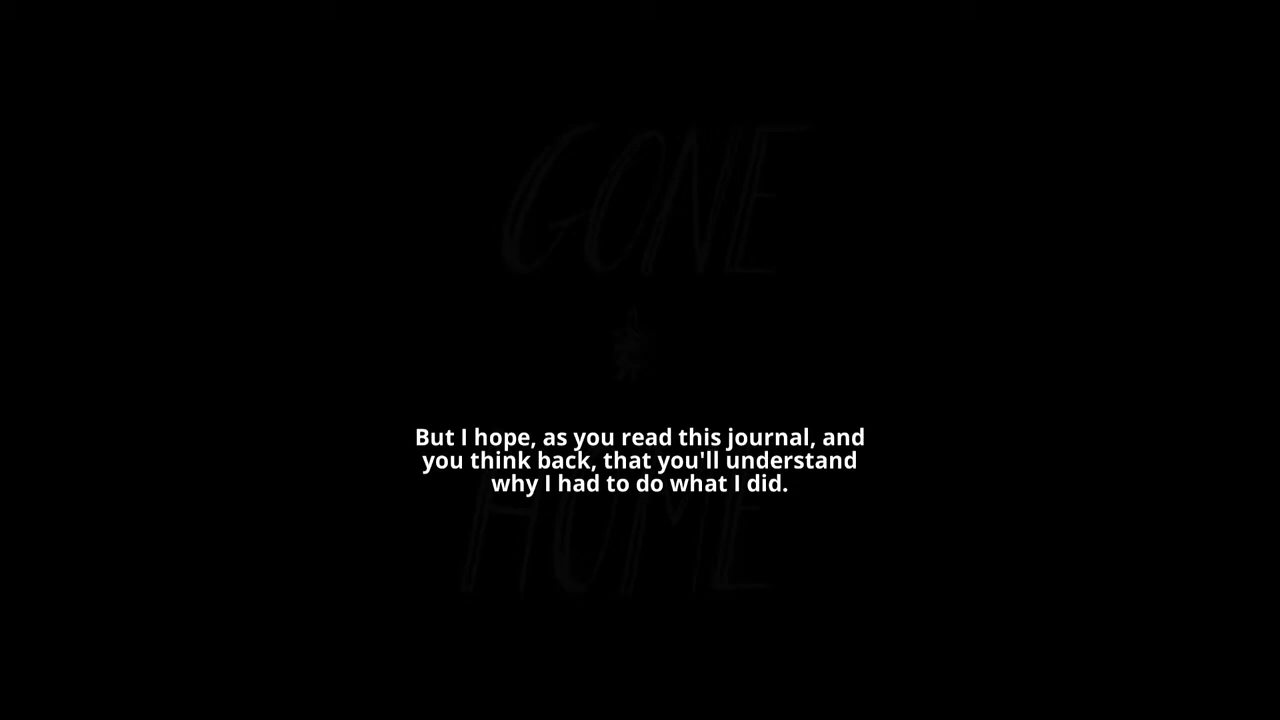 GONE
But I hope, as you read this journal, and
you think back, that you'll understand
why I had to do what I did.
HOME